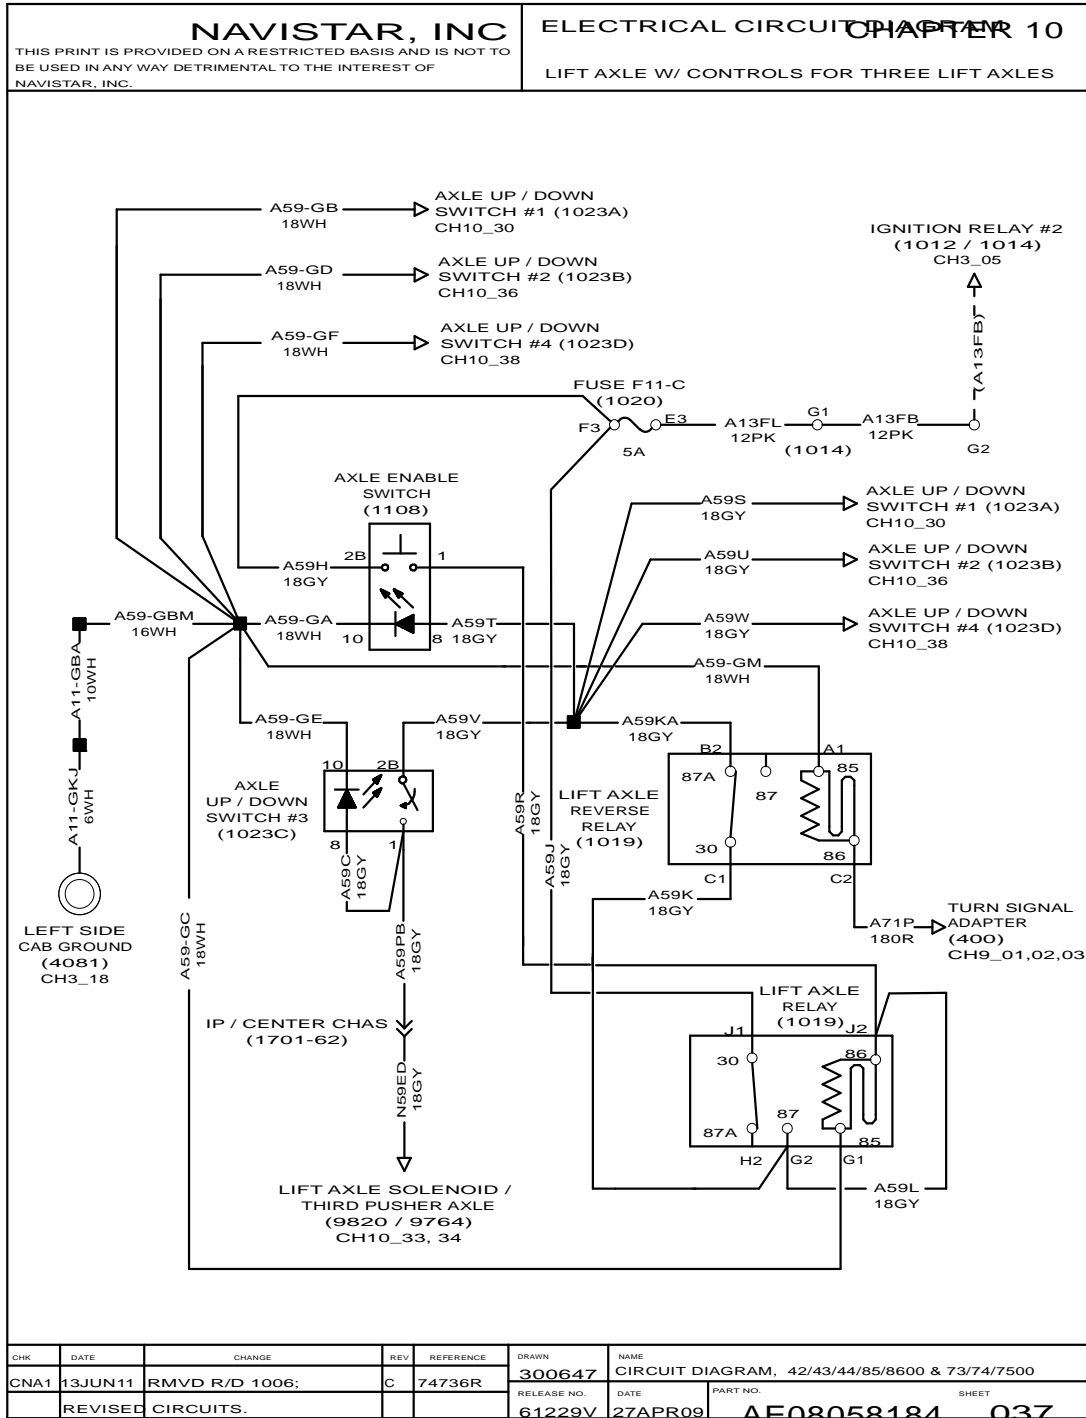 NAVISTAR, INC
THIS PRINT IS PROVIDED ON A RESTRICTED BASIS AND IS NOT TO
BE USED IN ANY WAY DETRIMENTAL TO THE INTEREST OF
NAVISTAR, INC.
ELECTRICAL CIRCUIT DIAGRAM
CHAPTER 10
LIFT AXLE W/ CONTROLS FOR THREE LIFT AXLES
A59-GB
18WH
AXLE UP / DOWN
SWITCH #1 (1023A)
CH10_30
A59-GD
18WH
AXLE UP / DOWN
SWITCH #2 (1023B)
CH10_36
A59-GF
18WH
AXLE UP / DOWN
SWITCH #4 (1023D)
CH10_38
IGNITION RELAY #2
(1012 / 1014)
CH3_05
(A13FB)
FUSE F11-C
(1020)
F3
E3
5A
A13FL
12PK
G1
(1014)
A13FB
12PK
G2
AXLE ENABLE
SWITCH
(1108)
2B
1
A59H
18GY
10
8
A59-GBM
16WH
A59-GA
18WH
A59T
18GY
A59S
18GY
AXLE UP / DOWN
SWITCH #1 (1023A)
CH10_30
A59U
18GY
AXLE UP / DOWN
SWITCH #2 (1023B)
CH10_36
A59W
18GY
AXLE UP / DOWN
SWITCH #4 (1023D)
CH10_38
A59-GM
18WH
A11-GBA
10WH
A11-GKJ
6WH
LEFT SIDE
CAB GROUND
(4081)
CH3_18
A59-GE
18WH
A59V
18GY
A59KA
18GY
10
2B
AXLE
UP / DOWN
SWITCH #3
(1023C)
8
1
A59C
18GY
A59PB
18GY
A59-GC
18WH
A59R
18GY
A59J
18GY
B2
A1
87A
87
85
LIFT AXLE
REVERSE
RELAY
(1019)
30
86
C1
C2
A59K
18GY
A71P
18OR
TURN SIGNAL
ADAPTER
(400)
CH9_01,02,03
IP / CENTER CHAS
(1701-62)
N59ED
18GY
LIFT AXLE SOLENOID /
THIRD PUSHER AXLE
(9820 / 9764)
CH10_33, 34
LIFT AXLE
RELAY
(1019)
J1
J2
30
86
87
87A
85
H2
G2
G1
A59L
18GY
CHK DATE CHANGE REV REFERENCE
CNA1 13JUN11 RMVD R/D 1006; C 74736R
REVISED CIRCUITS.
DRAWN
300647
NAME
CIRCUIT DIAGRAM, 42/43/44/85/8600 & 73/74/7500
RELEASE NO.
61229V
DATE
27APR09
PART NO.
AE08058184
SHEET
037